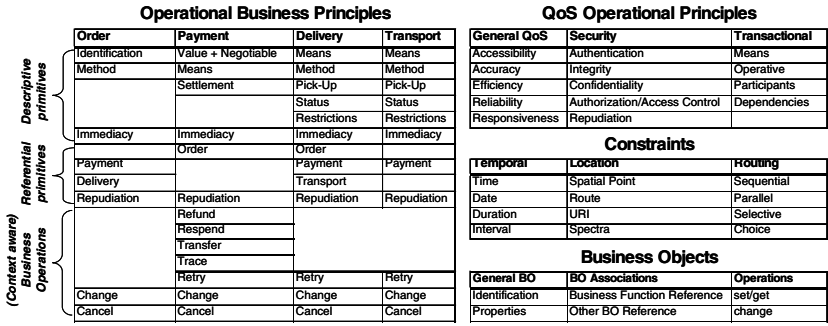 Operational Business Principles
Order Payment Delivery Transport
Identification Value + Negotiable Means Means
Method Means Method Method
Settlement Pick-Up Pick-Up
Status Status
Restrictions Restrictions
Immediacy Immediacy Immediacy Immediacy
Order Order
Payment Payment Payment
Delivery Transport
Repudiation Repudiation Repudiation Repudiation
Refund
Respend
Transfer
Trace
Retry Retry Retry
Change Change Change Change
Cancel Cancel Cancel Cancel
Descriptive
primitives
Referential
primitives
(Context aware)
Business
Operations
QoS Operational Principles
General QoS Security Transactional
Accessibility Authentication Means
Accuracy Integrity Operative
Efficiency Confidentiality Participants
Reliability Authorization/Access Control Dependencies
Responsiveness Repudiation
Constraints
Temporal Location Routing
Time Spatial Point Sequential
Date Route Parallel
Duration URI Selective
Interval Spectra Choice
Business Objects
General BO BO Associations Operations
Identification Business Function Reference set/get
Properties Other BO Reference change